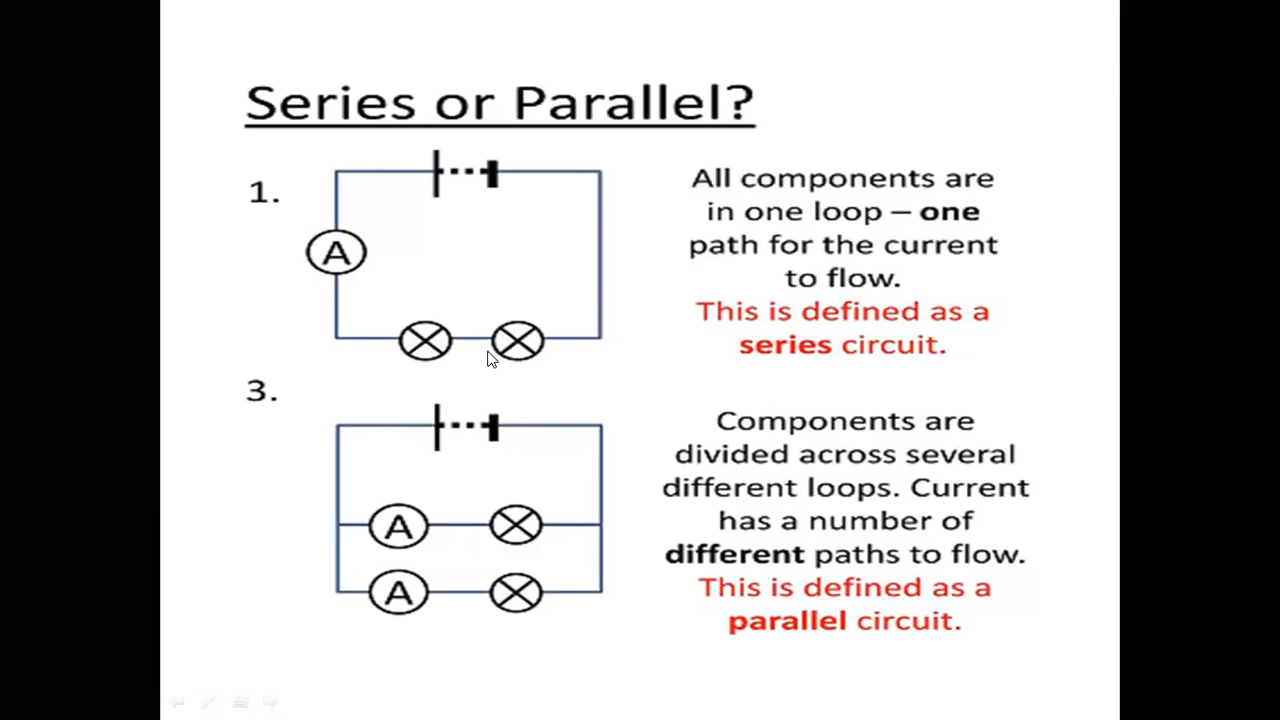 Series or Parallel?
1.
A
All components are
in one loop – one
path for the current
to flow.
This is defined as a
series circuit.
3.
A
A
Components are
divided across several
different loops. Current
has a number of
different paths to flow.
This is defined as a
parallel circuit.